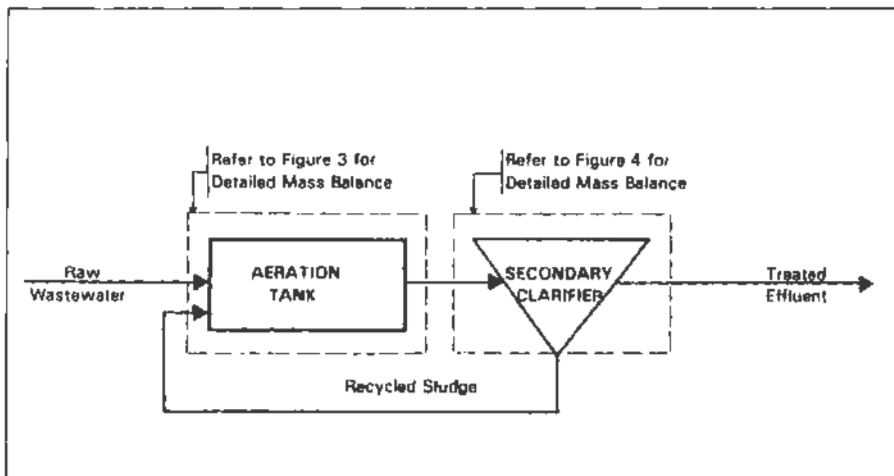 Refer to Figure 3 for
Detailed Mass Balance
Refer to Figure 4 for
Detailed Mass Balance
Raw
Wastewater
AERATION
TANK
SECONDARY
CLARIFIER
Treated
Effluent
Recycled Sludge